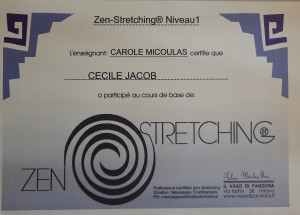 Zen-Stretching® Niveau1
L'enseignant CAROLE MICOULAS certifie que
CECILE JACOB
a participé au cours de base de:
ZEN STRETCHING®
IL VASO DI PANDORA